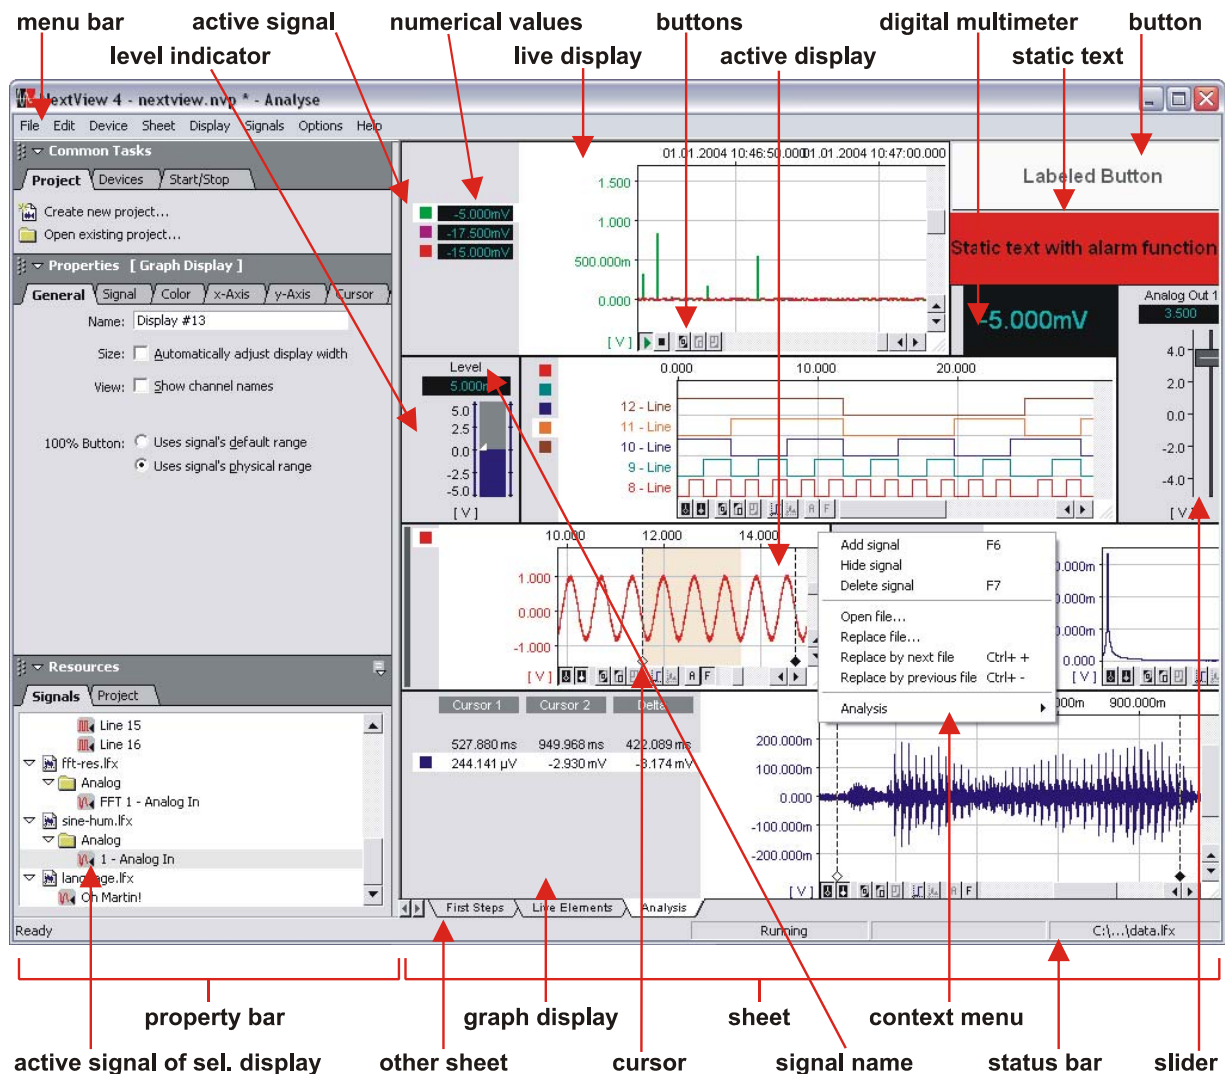 menu bar
active signal
numerical values
buttons
digital multimeter
button
level indicator
live display
active display
static text
NextView 4 - nextview.nvp * - Analyse
File Edit Device Sheet Display Signals Options Help
Common Tasks
Project Devices Start/Stop
Create new project...
Open existing project...
Properties [ Graph Display ]
General Signal Color x-Axis y-Axis Cursor
Name: Display #13
Size: Automatically adjust display width
View: Show channel names
100% Button: Uses signal's default range
Uses signal's physical range
Resources
Signals Project
Line 15
Line 16
fft-res.lfx
Analog
FFT 1 - Analog In
sine-hum.lfx
Analog
1 - Analog In
language.lfx
Oh Martin!
Ready
01.01.2004 10:46:50.000
01.01.2004 10:47:00.000
-5.000mV
-17.500mV
-15.000mV
1.500
1.000
500.000m
0.000
[ V ]
Labeled Button
Static text with alarm function
-5.000mV
Analog Out 1
3.500
4.0
2.0
0.0
-2.0
-4.0
[ V ]
Level
5.000m
5.0
2.5
0.0
-2.5
-5.0
[ V ]
0.000 10.000 20.000
12 - Line
11 - Line
10 - Line
9 - Line
8 - Line
A F
10.000 12.000 14.000
1.000
0.000
-1.000
[ V ]
A F
Add signal F6
Hide signal
Delete signal F7
Open file...
Replace file...
Replace by next file Ctrl+ +
Replace by previous file Ctrl+ -
Analysis
0.000m
0.000m
0.000m
0.000
Cursor 1 Cursor 2 Delta
527.880 ms 949.968 ms 422.089 ms
244.141 µV -2.930 mV -3.174 mV
000m 900.000m
200.000m
100.000m
0.000
-100.000m
-200.000m
[ V ]
A F
First Steps Live Elements Analysis
Running
C:\...\data.lfx
property bar
graph display
sheet
context menu
active signal of sel. display
other sheet
cursor
signal name
status bar
slider